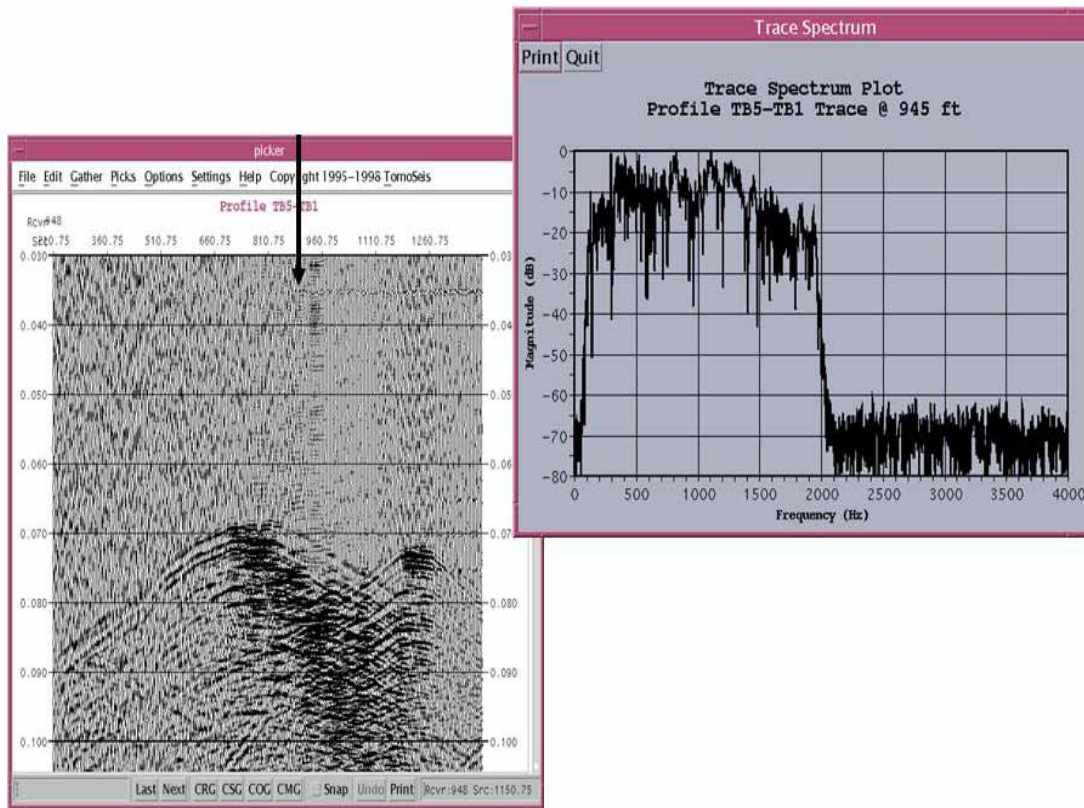 Trace Spectrum
Print Quit
Trace Spectrum Plot
Profile TB5-TB1 Trace @ 945 ft
0
-10
-20
-30
-40
-50
-60
-70
-80
Magnitude (dB)
0 500 1000 1500 2000 2500 3000 3500 4000
Frequency (Hz)
picker
File Edit Gather Picks Options Settings Help Copyright 1995-1998 TomoSeis
Profile TB5-TB1
Rcvr:948
360.75 510.75 660.75 810.75 960.75 1110.75 1260.75
0.030 0.03
0.040 0.04
0.050 0.05
0.060 0.06
0.070 0.07
0.080 0.080
0.090 0.090
0.100 0.100
Last Next CRG CSG COG CMG Snap Undo Print Rcvr:948 Src:1150.75